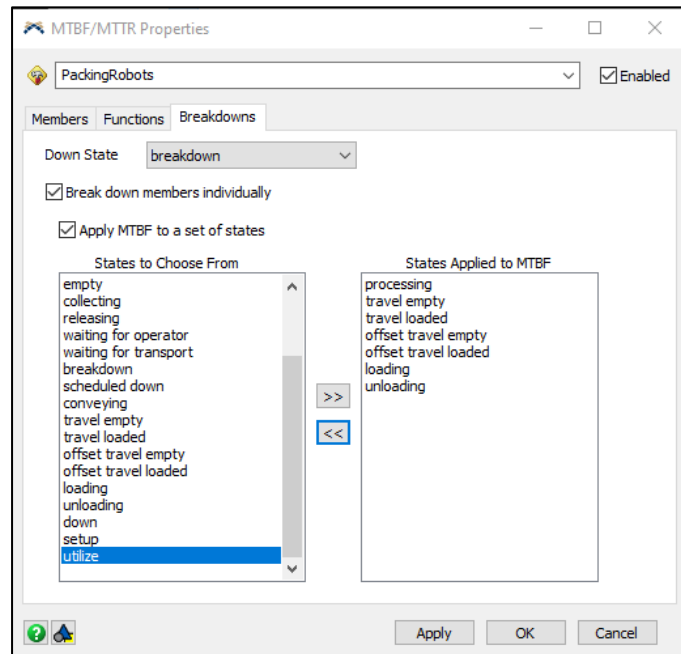 MTBF/MTTR Properties
PackingRobots
Enabled
Members Functions Breakdowns
Down State breakdown
Break down members individually
Apply MTBF to a set of states
States to Choose From
empty
collecting
releasing
waiting for operator
waiting for transport
breakdown
scheduled down
conveying
travel empty
travel loaded
offset travel empty
offset travel loaded
loading
unloading
down
setup
utilize
>>
<<
States Applied to MTBF
processing
travel empty
travel loaded
offset travel empty
offset travel loaded
loading
unloading
?
Apply OK Cancel